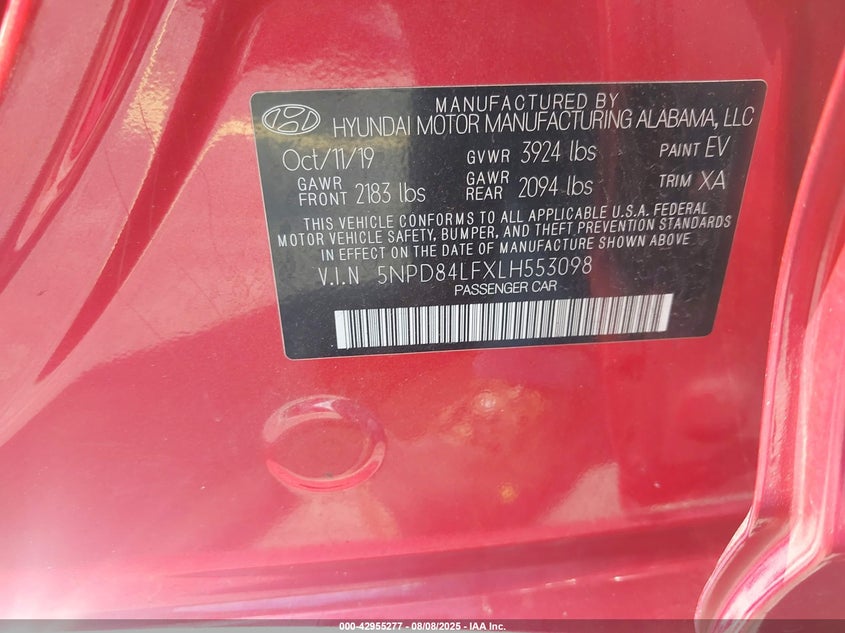 MANUFACTURED BY
HYUNDAI MOTOR MANUFACTURING ALABAMA, LLC
Oct/11/19 GVWR 3924 lbs PAINT EV
GAWR FRONT 2183 lbs GAWR REAR 2094 lbs TRIM XA
THIS VEHICLE CONFORMS TO ALL APPLICABLE U.S.A. FEDERAL
MOTOR VEHICLE SAFETY, BUMPER, AND THEFT PREVENTION STANDARDS
IN EFFECT ON THE DATE OF MANUFACTURE SHOWN ABOVE
V.I.N 5NPD84LFXLH553098
PASSENGER CAR
000-42955277 - 08/08/2025 - IAA Inc.